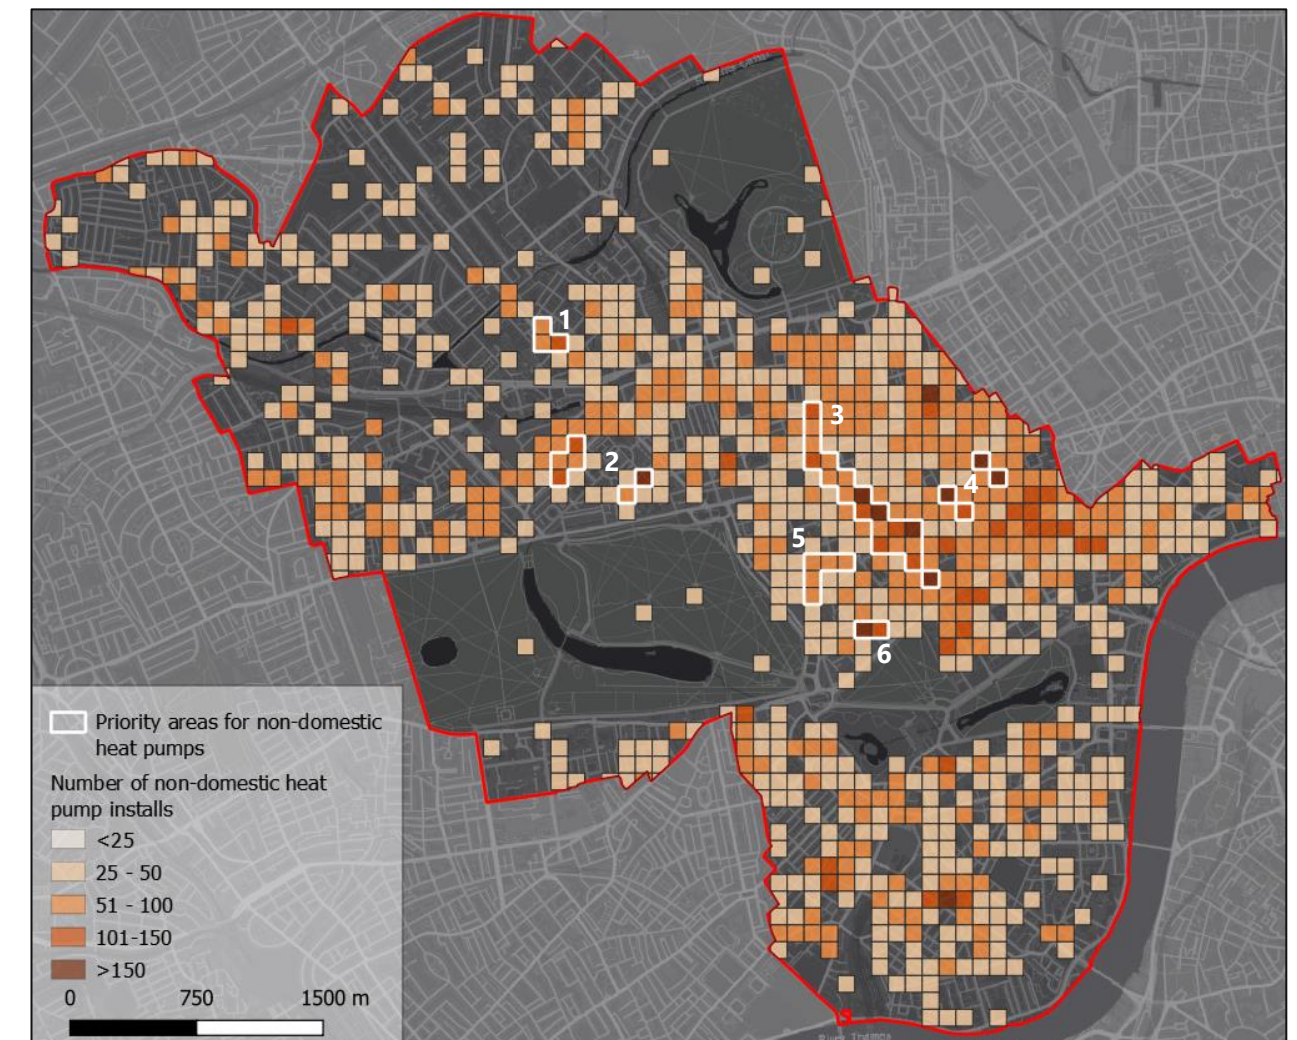 1
3
2
4
5
6
Priority areas for non-domestic
heat pumps
Number of non-domestic heat
pump installs
<25
25 - 50
51 - 100
101-150
>150
0 750 1500 m